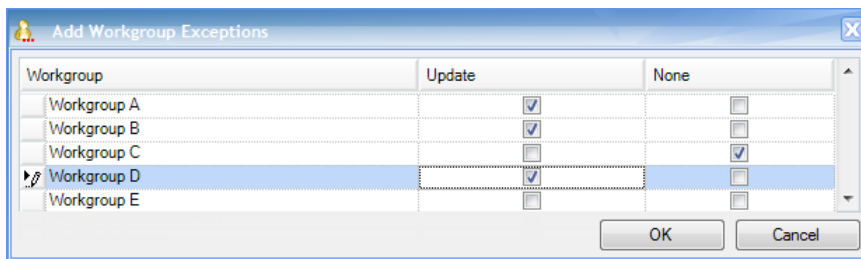 Add Workgroup Exceptions
Workgroup Update None
Workgroup A
Workgroup B
Workgroup C
Workgroup D
Workgroup E
OK Cancel